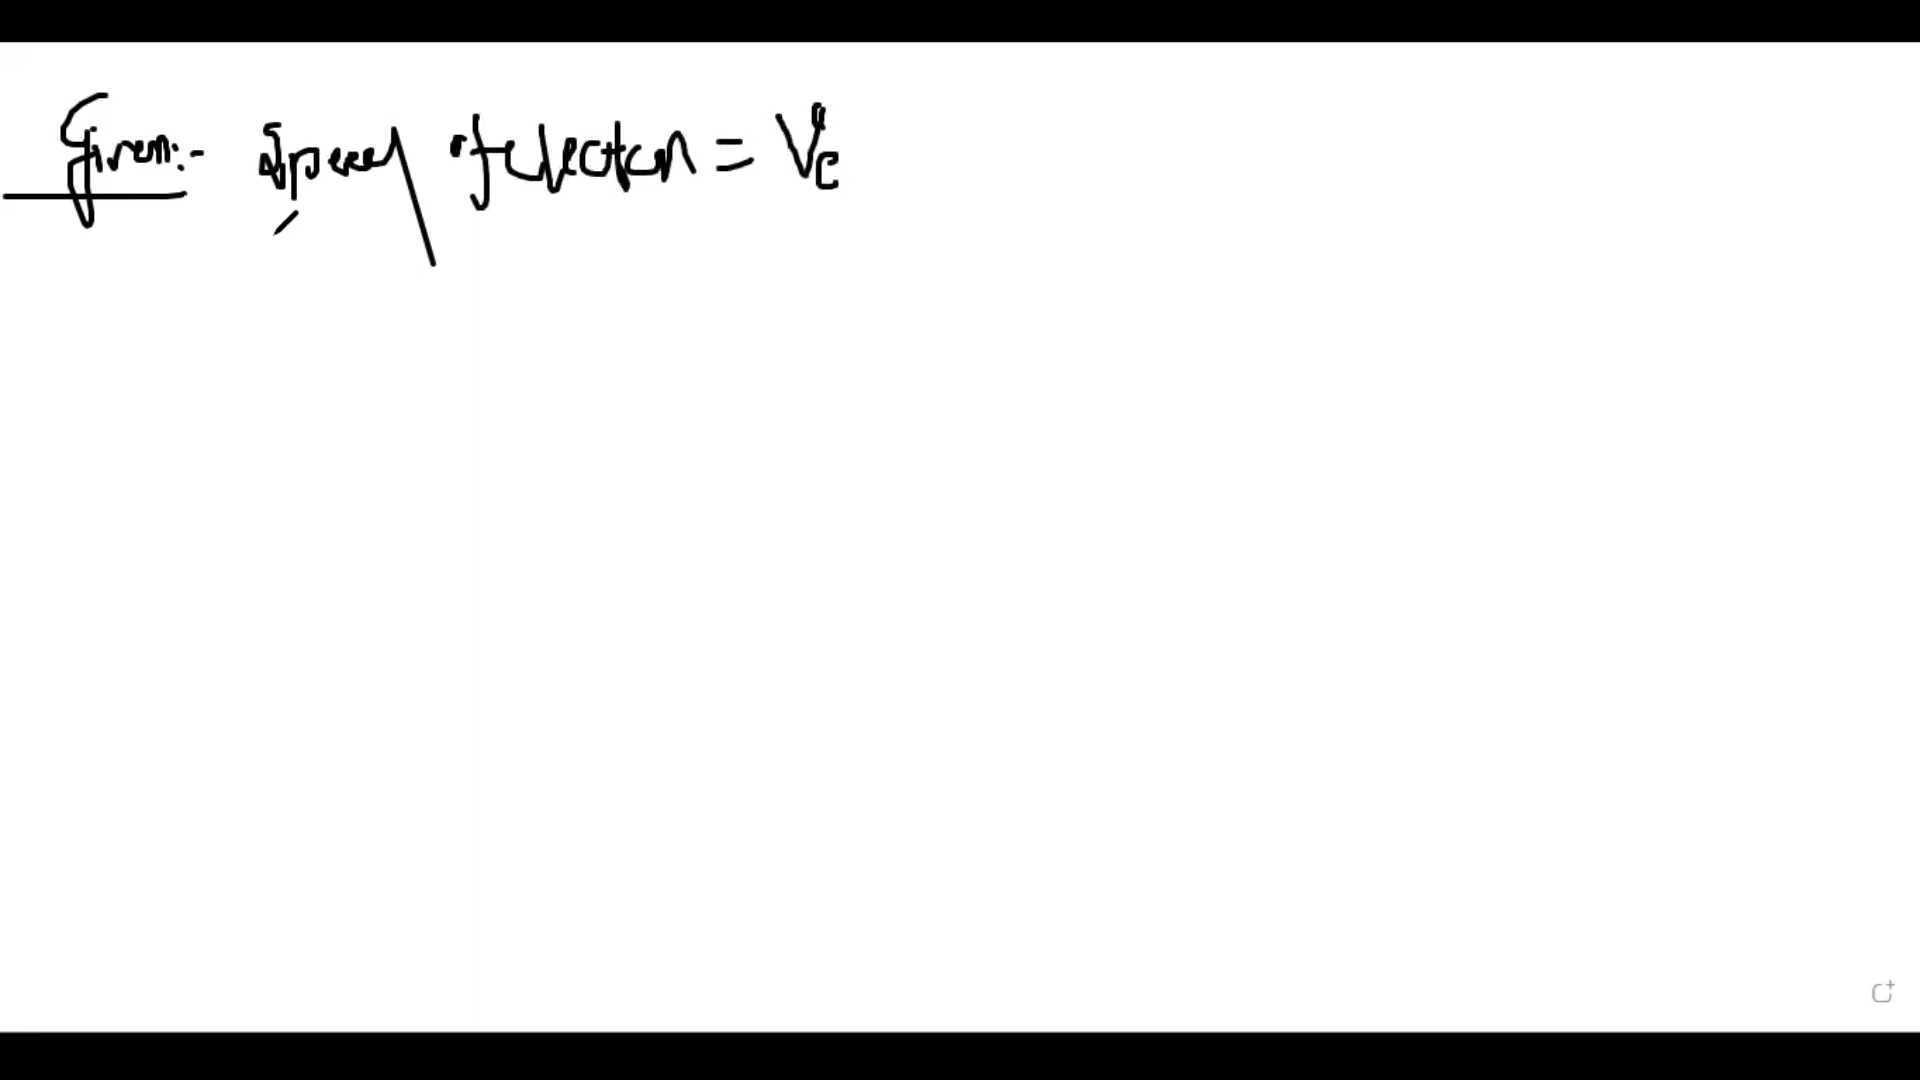 Given:- Speed of electron = Ve